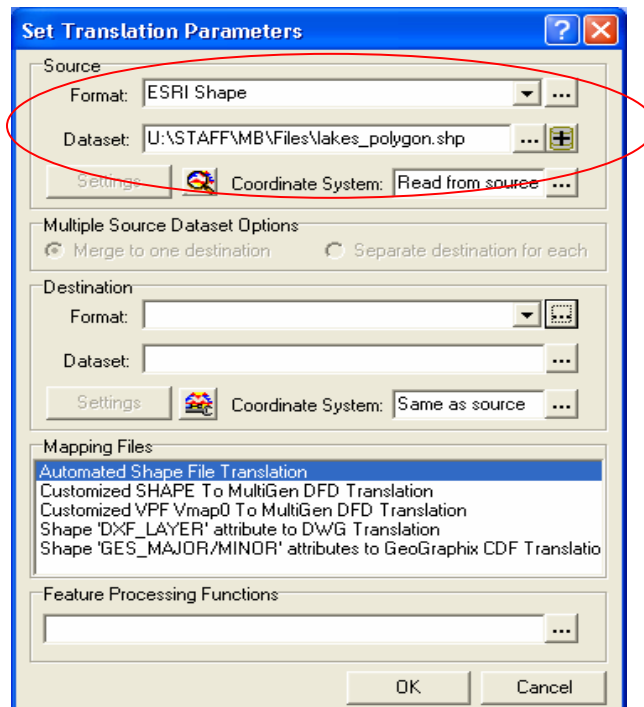 Set Translation Parameters
Source
Format: ESRI Shape ...
Dataset: U:\STAFF\MB\Files\lakes_polygon.shp ...
Settings Coordinate System: Read from source ...
Multiple Source Dataset Options
Merge to one destination Separate destination for each
Destination
Format: ...
Dataset: ...
Settings Coordinate System: Same as source ...
Mapping Files
Automated Shape File Translation
Customized SHAPE To MultiGen DFD Translation
Customized VPF Vmap0 To MultiGen DFD Translation
Shape 'DXF_LAYER' attribute to DWG Translation
Shape 'GES_MAJOR/MINOR' attributes to GeoGraphix CDF Translatio
Feature Processing Functions
...
OK Cancel